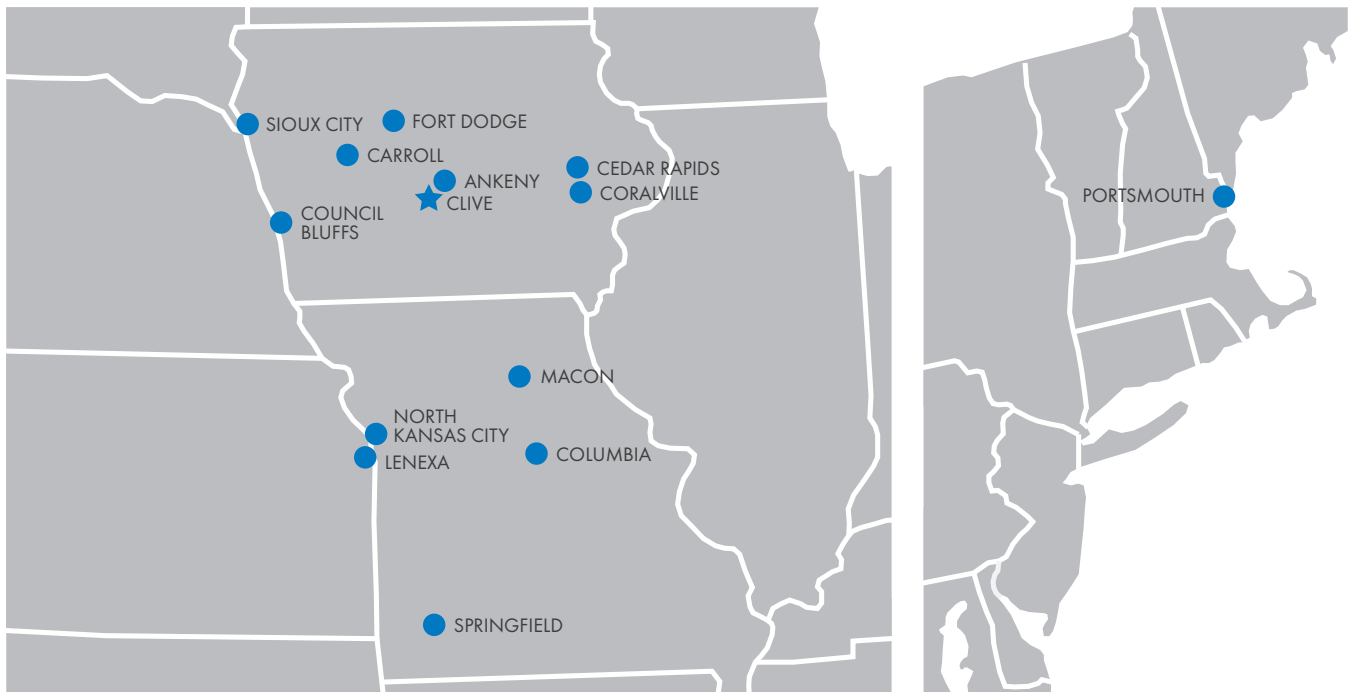 SIOUX CITY
FORT DODGE
CARROLL
CEDAR RAPIDS
ANKENY
CORALVILLE
CLIVE
COUNCIL
BLUFFS
MACON
NORTH
KANSAS CITY
LENEXA
COLUMBIA
SPRINGFIELD
PORTSMOUTH